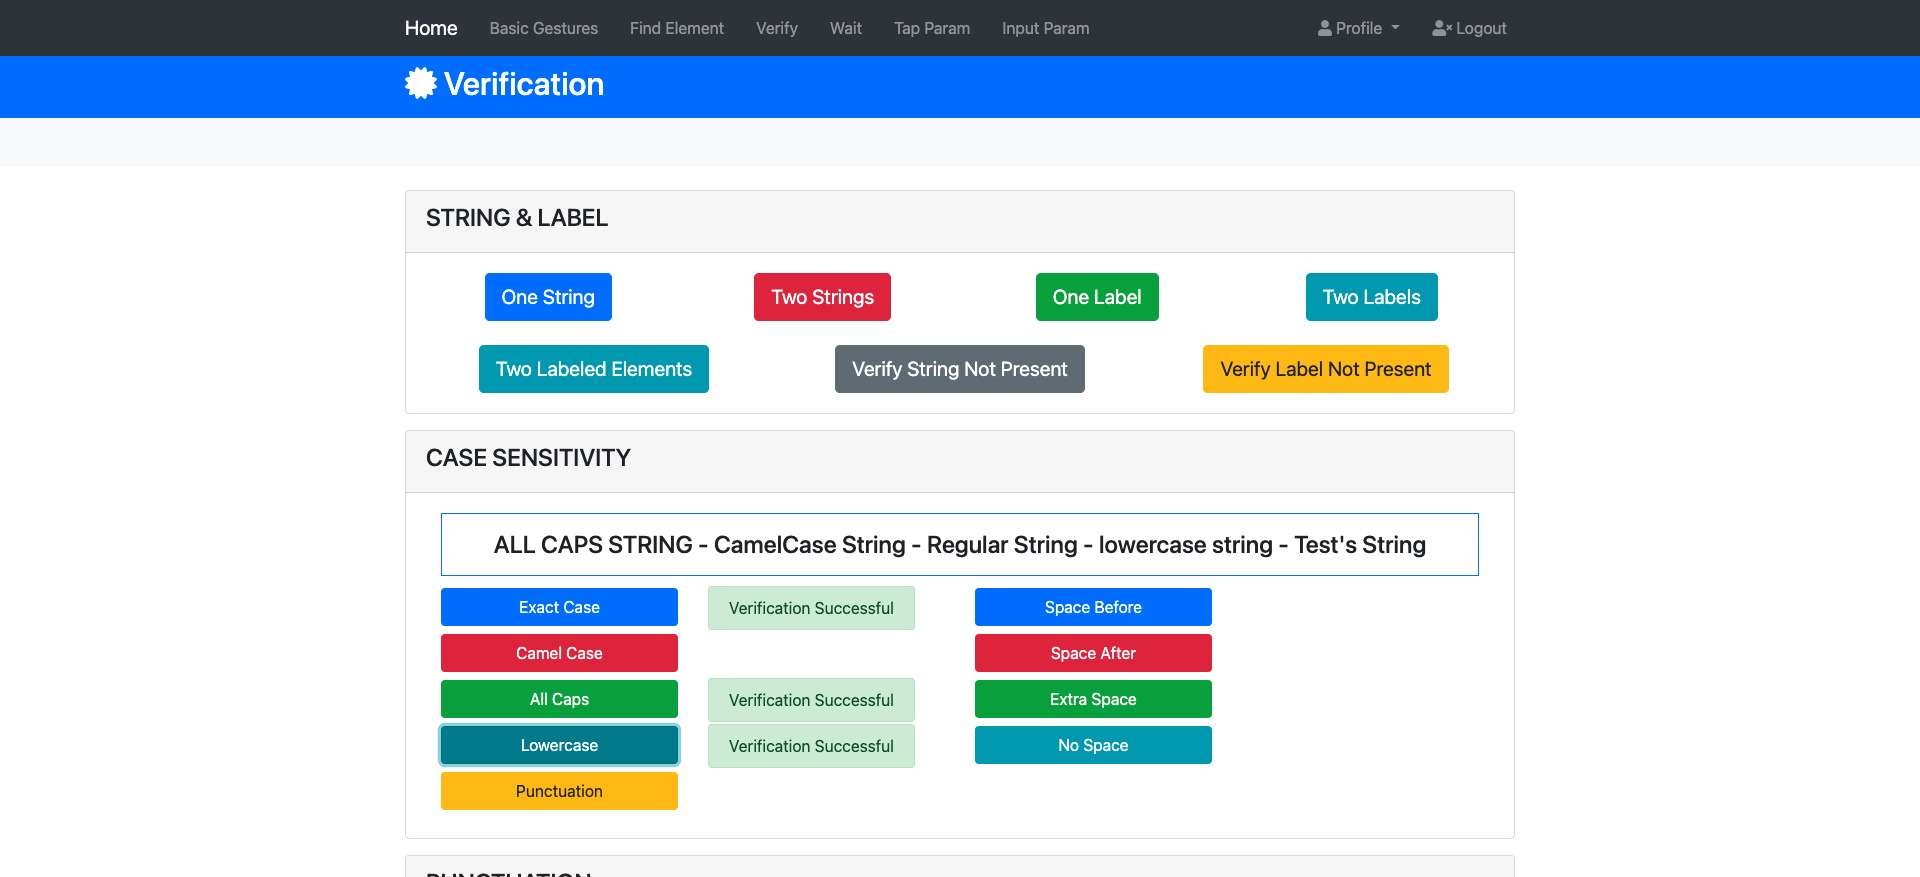 Home Basic Gestures Find Element Verify Wait Tap Param Input Param Profile Logout
Verification
STRING & LABEL
One String Two Strings One Label Two Labels
Two Labeled Elements Verify String Not Present Verify Label Not Present
CASE SENSITIVITY
ALL CAPS STRING - CamelCase String - Regular String - lowercase string - Test's String
Exact Case Verification Successful Space Before
Camel Case Space After
All Caps Verification Successful Extra Space
Lowercase Verification Successful No Space
Punctuation
PUNCTUATION